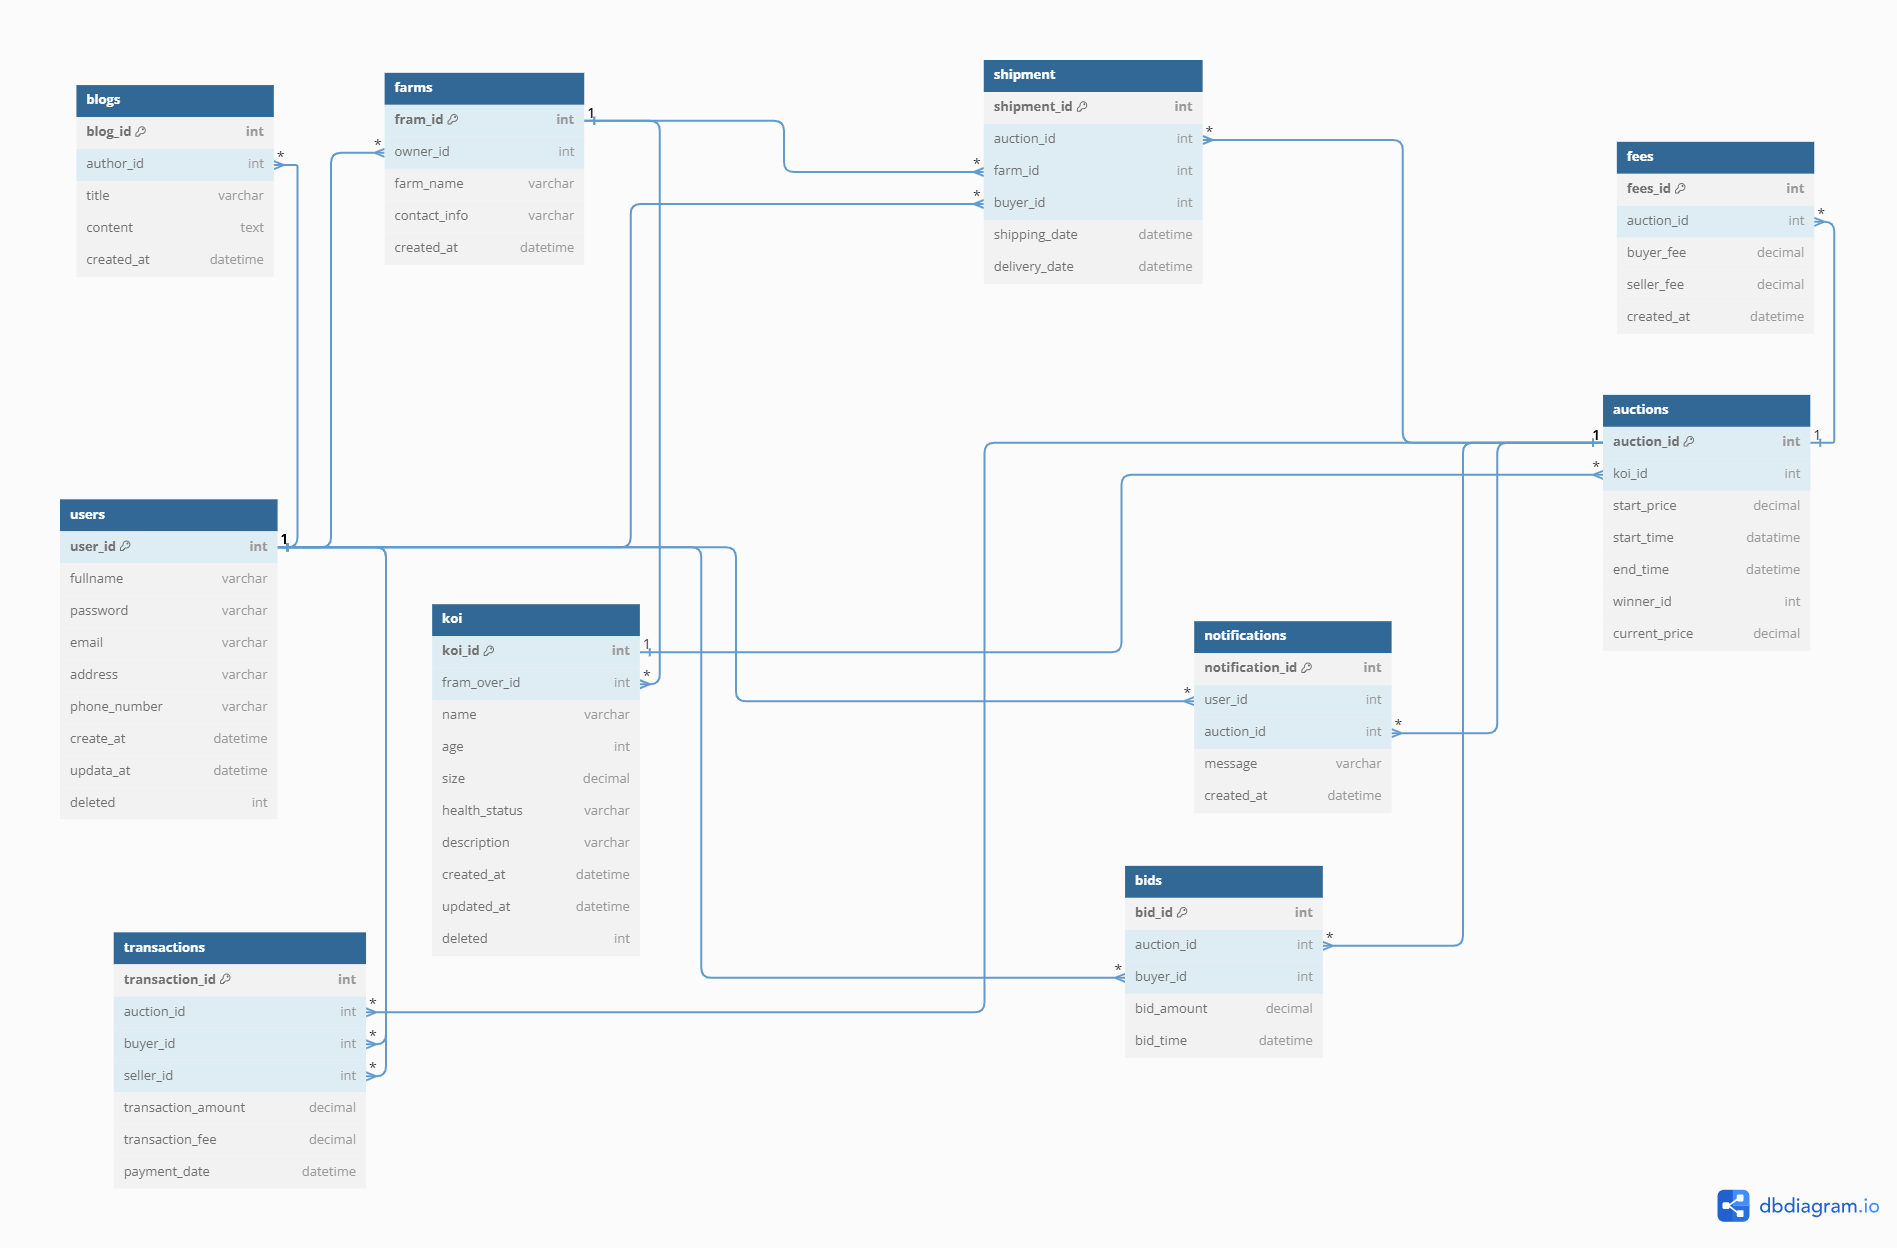 blogs
blog_id int
author_id int
title varchar
content text
created_at datetime
*
farms
fram_id int
owner_id int
farm_name varchar
contact_info varchar
created_at datetime
1
*
shipment
shipment_id int
auction_id int
farm_id int
buyer_id int
shipping_date datetime
delivery_date datetime
*
*
*
fees
fees_id int
auction_id int
buyer_fee decimal
seller_fee decimal
created_at datetime
*
auctions
auction_id int
koi_id int
start_price decimal
start_time datatime
end_time datetime
winner_id int
current_price decimal
1
1
*
users
user_id int
fullname varchar
password varchar
email varchar
address varchar
phone_number varchar
create_at datetime
updata_at datetime
deleted int
1
koi
koi_id int
fram_over_id int
name varchar
age int
size decimal
health_status varchar
description varchar
created_at datetime
updated_at datetime
deleted int
1
*
notifications
notification_id int
user_id int
auction_id int
message varchar
created_at datetime
*
*
bids
bid_id int
auction_id int
buyer_id int
bid_amount decimal
bid_time datetime
*
*
transactions
transaction_id int
auction_id int
buyer_id int
seller_id int
transaction_amount decimal
transaction_fee decimal
payment_date datetime
*
*
*
dbdiagram.io